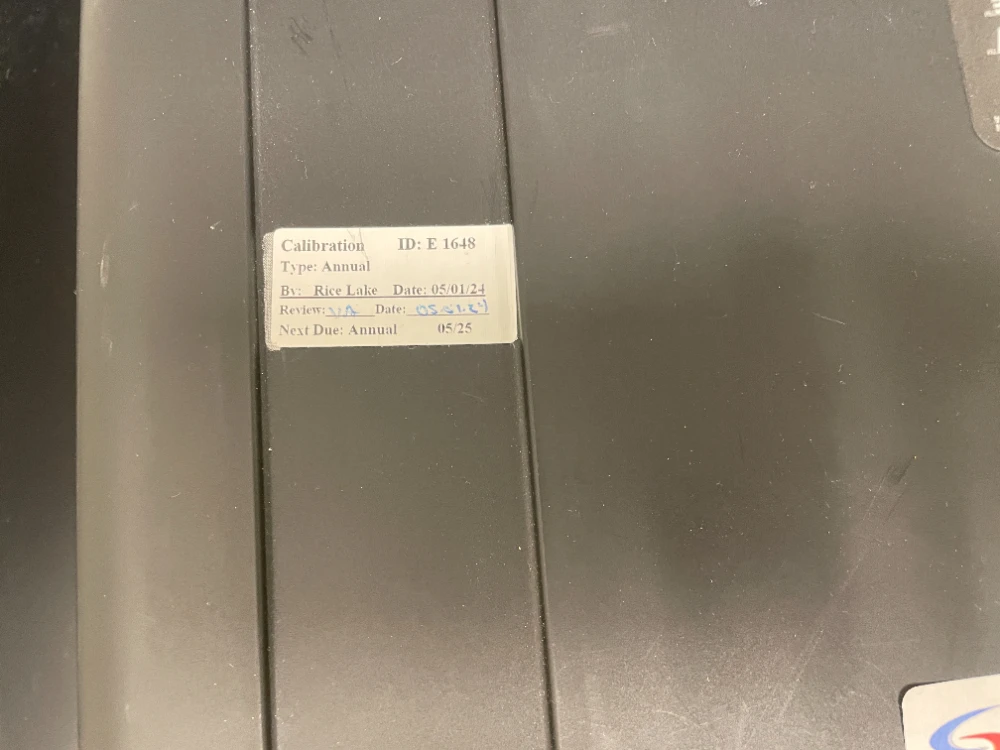 Calibration ID: E 1648
Type: Annual
By: Rice Lake Date: 05/01/24
Review: Date: 05
Next Due: Annual 05/25